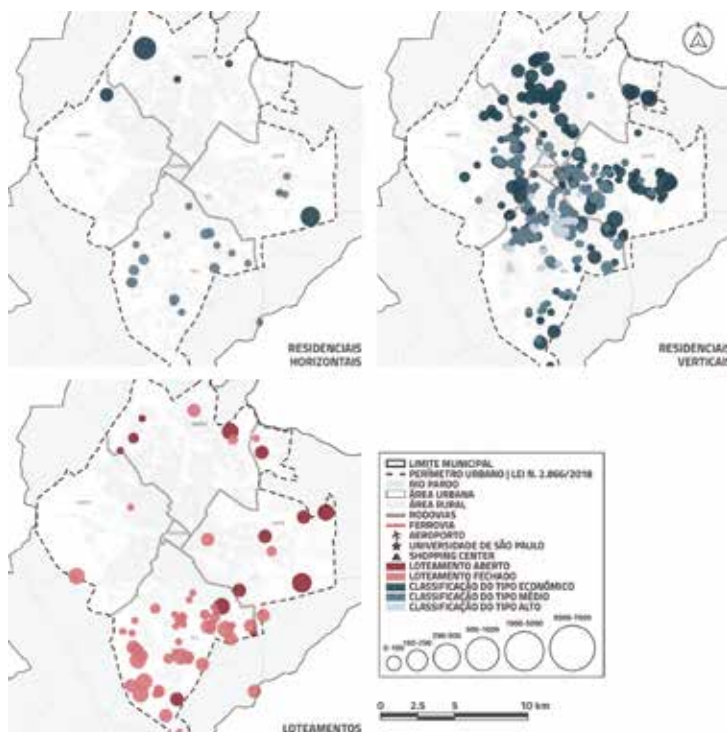 RESIDENCIAIS
HORIZONTAIS
RESIDENCIAIS
VERTICAIS
LOTEAMENTOS
LIMITE MUNICIPAL
PERÍMETRO URBANO | LEI N. 2.866/2018
RIO PARDO
ÁREA URBANA
ÁREA RURAL
RODOVIAS
FERROVIA
AEROPORTO
UNIVERSIDADE DE SÃO PAULO
SHOPPING CENTER
LOTEAMENTO ABERTO
LOTEAMENTO FECHADO
CLASSIFICAÇÃO DO TIPO ECONÔMICO
CLASSIFICAÇÃO DO TIPO MÉDIO
CLASSIFICAÇÃO DO TIPO ALTO
0 2.5 5 10 km